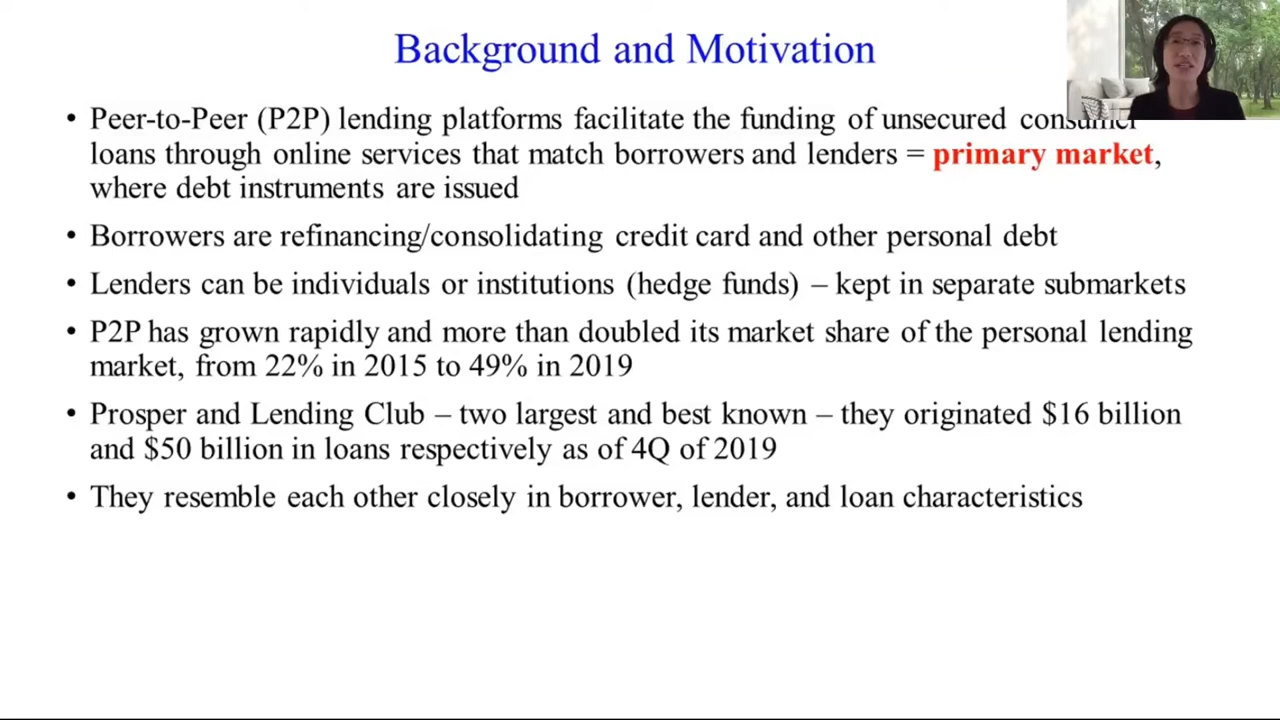 Background and Motivation
• Peer-to-Peer (P2P) lending platforms facilitate the funding of unsecured consumer
loans through online services that match borrowers and lenders = primary market,
where debt instruments are issued
• Borrowers are refinancing/consolidating credit card and other personal debt
• Lenders can be individuals or institutions (hedge funds) – kept in separate submarkets
• P2P has grown rapidly and more than doubled its market share of the personal lending
market, from 22% in 2015 to 49% in 2019
• Prosper and Lending Club – two largest and best known – they originated $16 billion
and $50 billion in loans respectively as of 4Q of 2019
• They resemble each other closely in borrower, lender, and loan characteristics